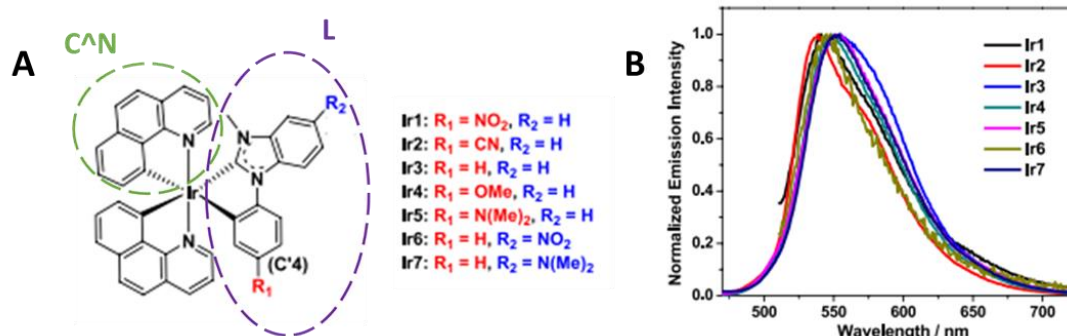 A
C^N
L
R₂
N
N
N
Ir
N
(C'4)
R₁
Ir1: R₁ = NO₂, R₂ = H
Ir2: R₁ = CN, R₂ = H
Ir3: R₁ = H, R₂ = H
Ir4: R₁ = OMe, R₂ = H
Ir5: R₁ = N(Me)₂, R₂ = H
Ir6: R₁ = H, R₂ = NO₂
Ir7: R₁ = H, R₂ = N(Me)₂
B
Normalized Emission Intensity
1.0
0.8
0.6
0.4
0.2
0.0
Ir1
Ir2
Ir3
Ir4
Ir5
Ir6
Ir7
500 550 600 650 700
Wavelength / nm